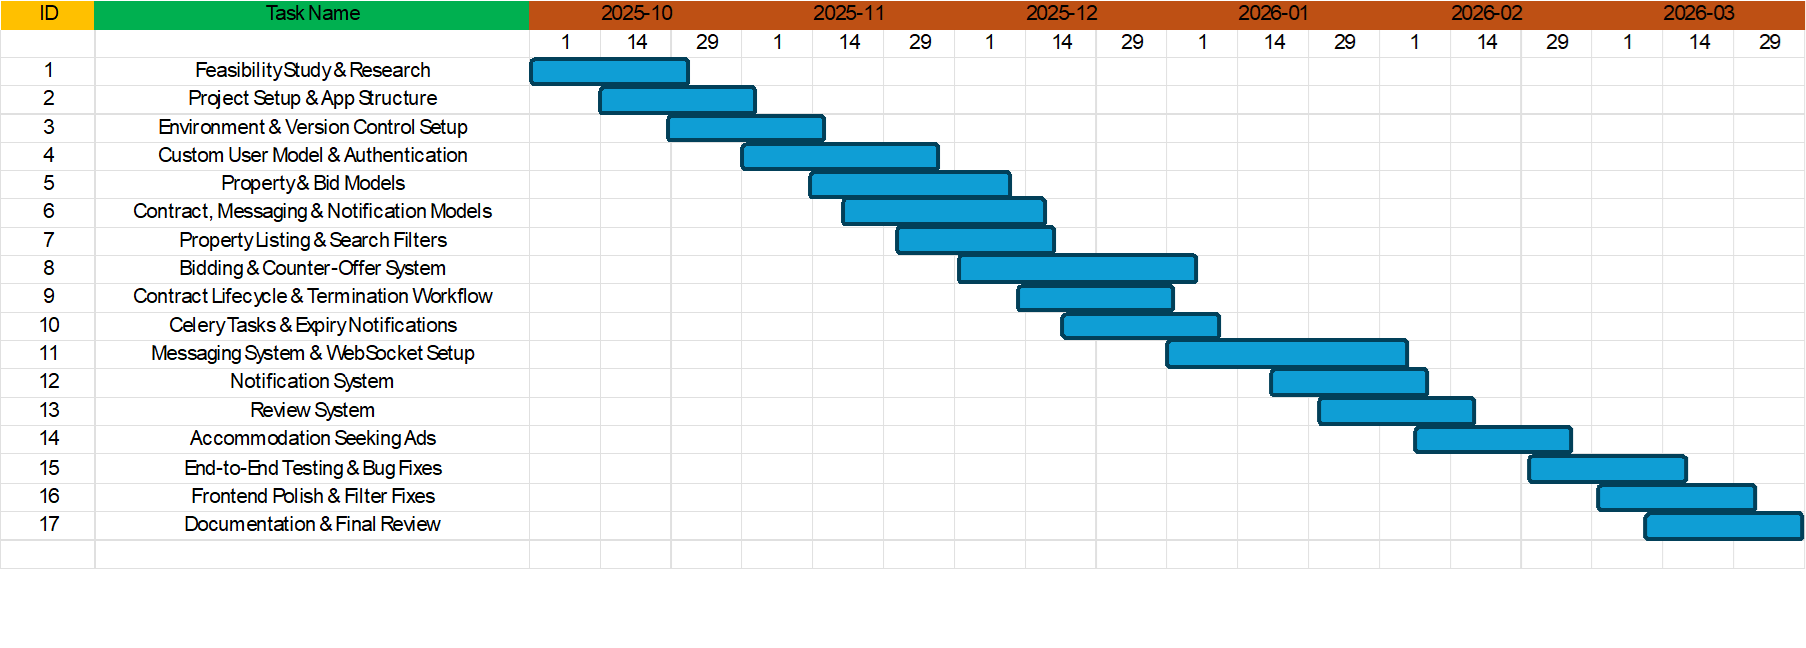 ID Task Name 2025-10 2025-11 2025-12 2026-01 2026-02 2026-03
1 14 29 1 14 29 1 14 29 1 14 29 1 14 29 1 14 29
1 Feasibility Study & Research
2 Project Setup & App Structure
3 Environment & Version Control Setup
4 Custom User Model & Authentication
5 Property & Bid Models
6 Contract, Messaging & Notification Models
7 Property Listing & Search Filters
8 Bidding & Counter-Offer System
9 Contract Lifecycle & Termination Workflow
10 Celery Tasks & Expiry Notifications
11 Messaging System & WebSocket Setup
12 Notification System
13 Review System
14 Accommodation Seeking Ads
15 End-to-End Testing & Bug Fixes
16 Frontend Polish & Filter Fixes
17 Documentation & Final Review